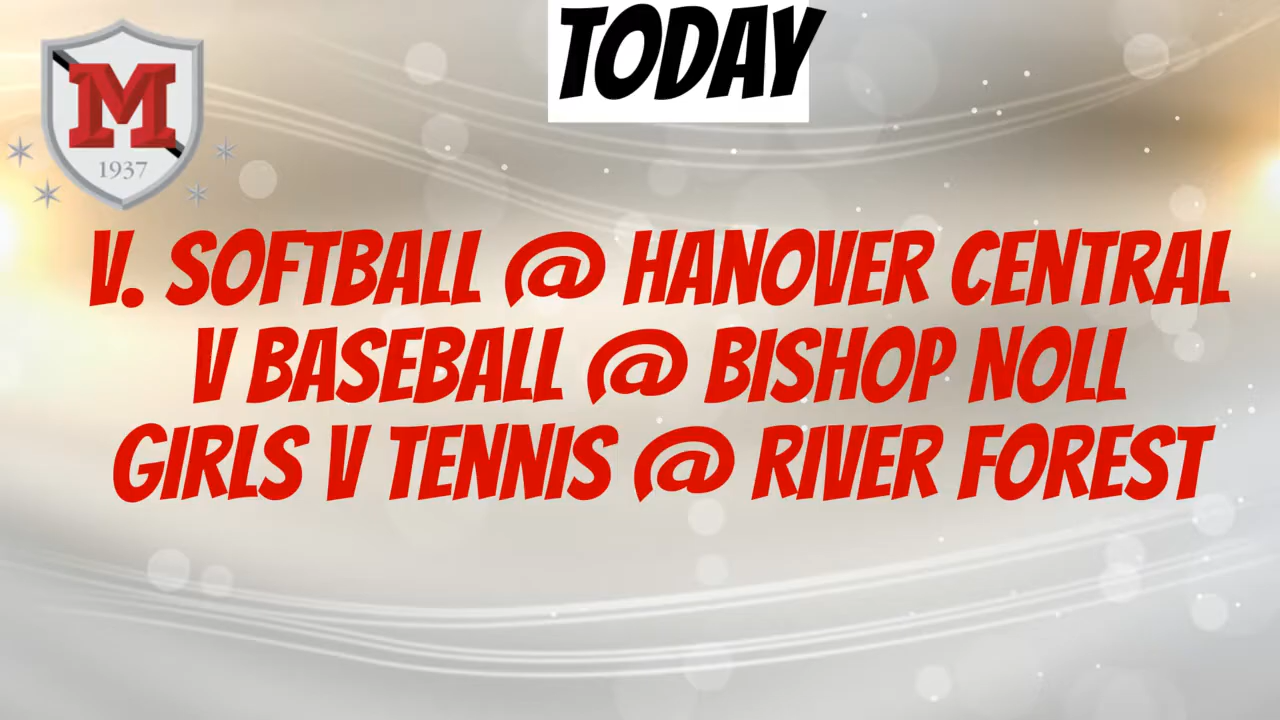 TODAY
M
1937
V. SOFTBALL @ HANOVER CENTRAL
V BASEBALL @ BISHOP NOLL
GIRLS V TENNIS @ RIVER FOREST